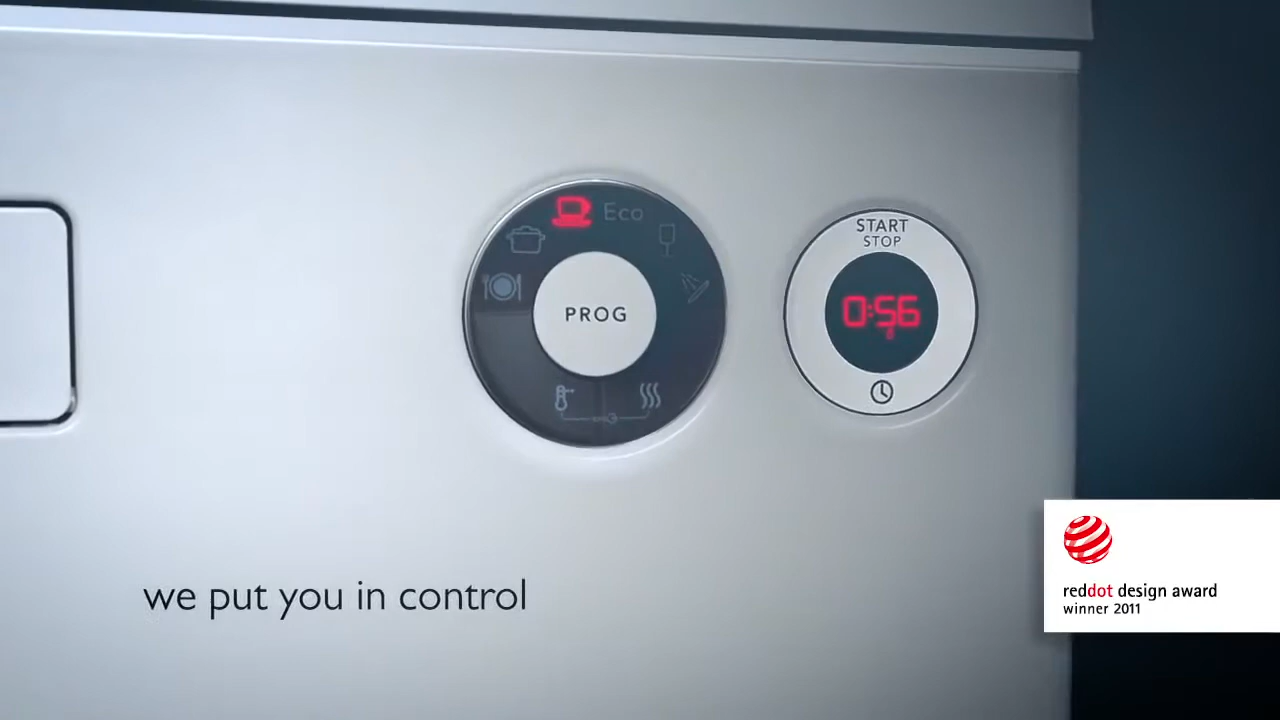 Eco
PROG
START
STOP
0:56
we put you in control
reddot design award
winner 2011